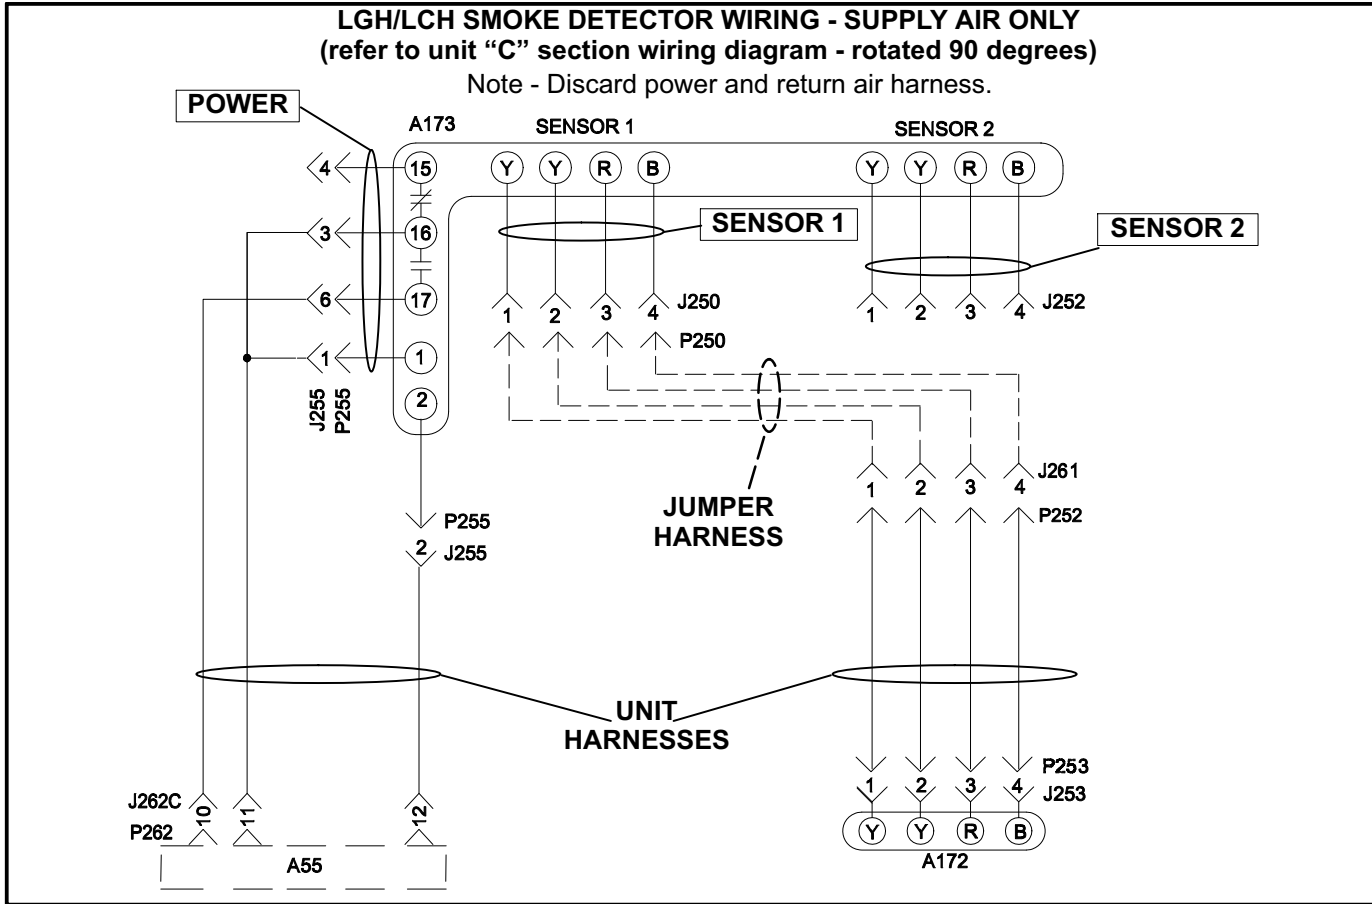 LGH/LCH SMOKE DETECTOR WIRING - SUPPLY AIR ONLY
(refer to unit “C” section wiring diagram - rotated 90 degrees)
Note - Discard power and return air harness.
POWER
A173
SENSOR 1
SENSOR 2
4
15
Y Y R B
Y Y R B
3
16
SENSOR 1
SENSOR 2
6
17
1 2 3 4
J250
1 2 3 4
J252
P250
1
1
J255
P255
2
J261
1 2 3 4
P252
JUMPER
HARNESS
P255
2
J255
UNIT
HARNESSES
P253
1 2 3 4
J253
J262C
10 11 12
P262
Y Y R B
A55
A172